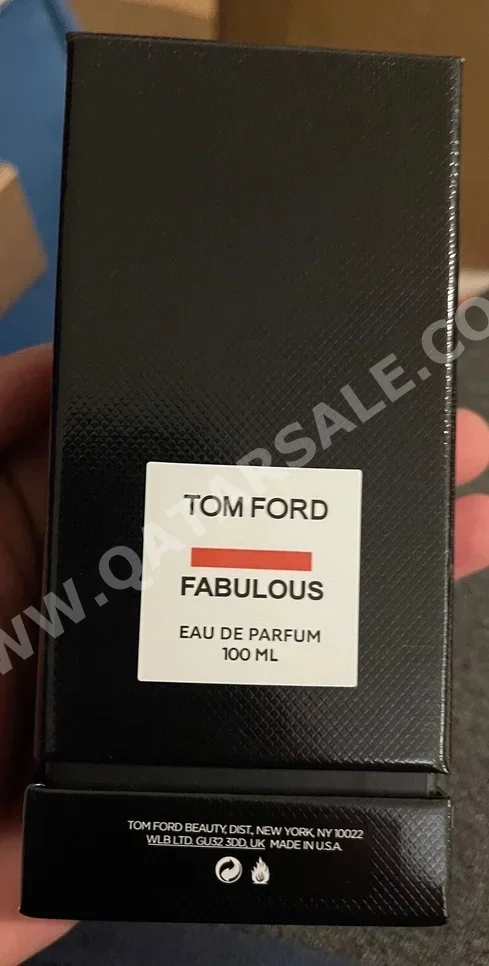 TOM FORD
FABULOUS
EAU DE PARFUM
100 ML
TOM FORD BEAUTY, DIST., NEW YORK, NY 10022
WLB LTD. GU32 3DD, UK MADE IN U.S.A.
WWW.QATARSALE.CO